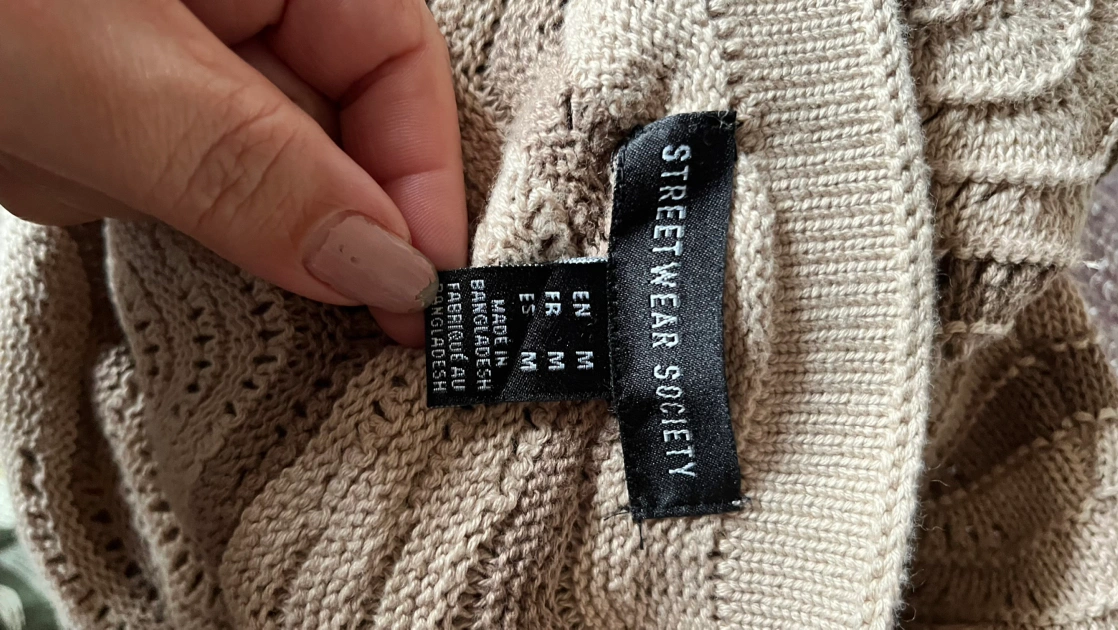 STREETWEAR SOCIETY
EN M
FR M
ES M
MADE IN
BANGLADESH
FABRIQUÉ AU
BANGLADESH